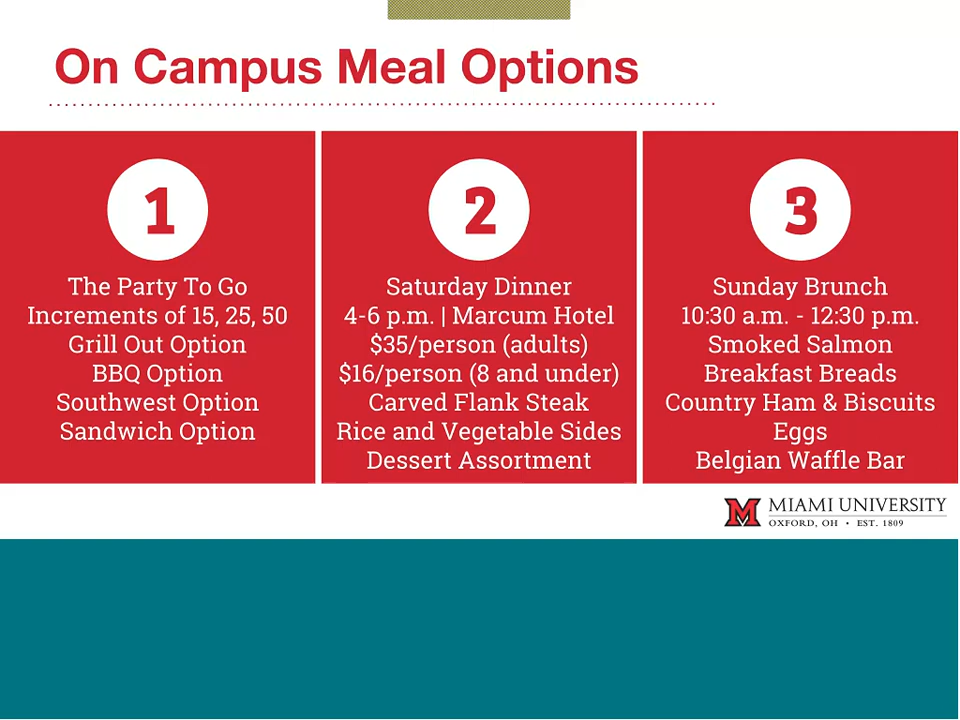 On Campus Meal Options
1
The Party To Go
Increments of 15, 25, 50
Grill Out Option
BBQ Option
Southwest Option
Sandwich Option
2
Saturday Dinner
4-6 p.m. | Marcum Hotel
$35/person (adults)
$16/person (8 and under)
Carved Flank Steak
Rice and Vegetable Sides
Dessert Assortment
3
Sunday Brunch
10:30 a.m. - 12:30 p.m.
Smoked Salmon
Breakfast Breads
Country Ham & Biscuits
Eggs
Belgian Waffle Bar
M
MIAMI UNIVERSITY
OXFORD, OH • EST. 1809